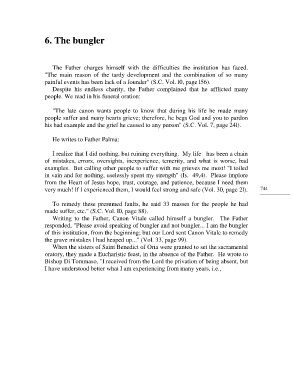 6. The bungler
The Father charges himself with the difficulties the institution has faced.
"The main reason of the tardy development and the combination of so many
painful events has been lack of a founder" (S.C. Vol. l0, page l56).
Despite his endless charity, the Father complained that he afflicted many
people. We read in his funeral oration:
"The late canon wants people to know that during his life he made many
people suffer and many hearts grieve; therefore, he begs God and you to pardon
his bad example and the grief he caused to any person" (S.C. Vol. 7, page 24l).
He writes to Father Palma:
I realize that I did nothing, but ruining everything. My life has been a chain
of mistakes, errors, oversights, inexperience, temerity, and what is worse, bad
examples. But calling other people to suffer with me grieves me most! "I toiled
in vain and for nothing, uselessly spent my strength" (Is. 49,4). Please implore
from the Heart of Jesus hope, trust, courage, and patience, because I need them
very much! If I experienced them, I would feel strong and safe (Vol. 30, page 2l).
To remedy these promised faults, he said 33 masses for the people he had
made suffer, etc." (S.C. Vol. l0, page 88).
Writing to the Father, Canon Vitale called himself a bungler. The Father
responded, "Please avoid speaking of bungler and not bungler... I am the bungler
of this institution, from the beginning; but our Lord sent Canon Vitale to remedy
the grave mistakes I had heaped up..." (Vol. 33, page 99).
When the sisters of Saint Benedict of Oria were granted to set the sacramental
oratory, they made a Eucharistic feast, in the absence of the Father. He wrote to
Bishop Di Tommaso, "I received from the Lord the privation of being absent, but
I have understood better what I am experiencing from many years, i.e.,